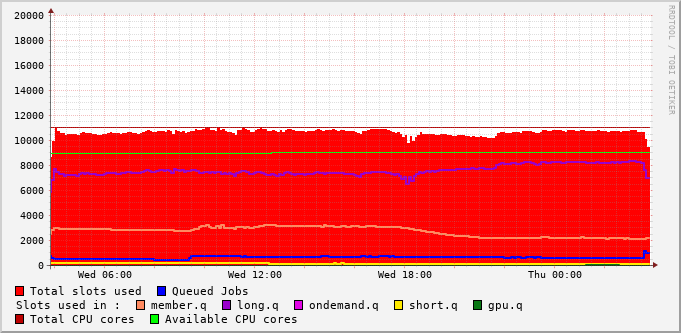 20000
18000
16000
14000
12000
10000
8000
6000
4000
2000
0
Wed 06:00 Wed 12:00 Wed 18:00 Thu 00:00
Total slots used Queued Jobs
Slots used in : member.q long.q ondemand.q short.q gpu.q
Total CPU cores Available CPU cores
RRDTOOL / TOBI OETIKER